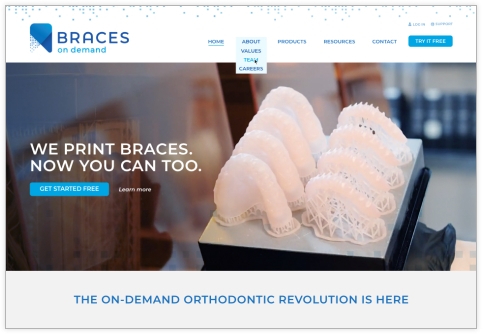 LOG IN SUPPORT
BRACES
on demand
HOME ABOUT PRODUCTS RESOURCES CONTACT TRY IT FREE
VALUES
TEAM
CAREERS
WE PRINT BRACES.
NOW YOU CAN TOO.
GET STARTED FREE Learn more
THE ON-DEMAND ORTHODONTIC REVOLUTION IS HERE